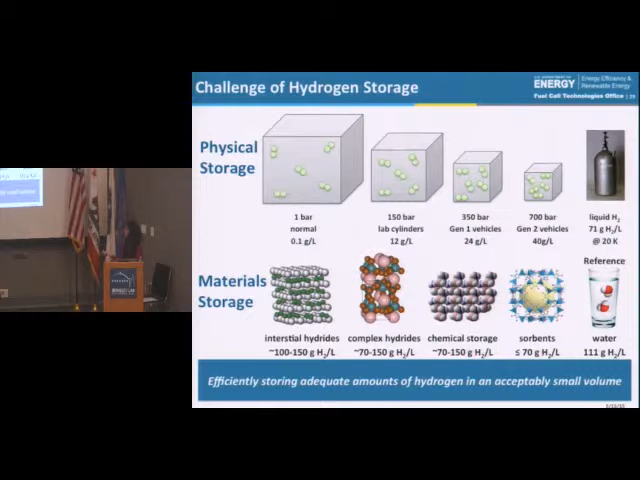 Challenge of Hydrogen Storage
ENERGY
Energy Efficiency &
Renewable Energy
Fuel Cell Technologies Office | 29
Physical
Storage
1 bar
normal
0.1 g/L
150 bar
lab cylinders
12 g/L
350 bar
Gen 1 vehicles
24 g/L
700 bar
Gen 2 vehicles
40g/L
liquid H2
71 g H2/L
@ 20 K
Materials
Storage
Reference
interstial hydrides
~100-150 g H2/L
complex hydrides
~70-150 g H2/L
chemical storage
~70-150 g H2/L
sorbents
≤ 70 g H2/L
water
111 g H2/L
Efficiently storing adequate amounts of hydrogen in an acceptably small volume
BERKELEY LAW